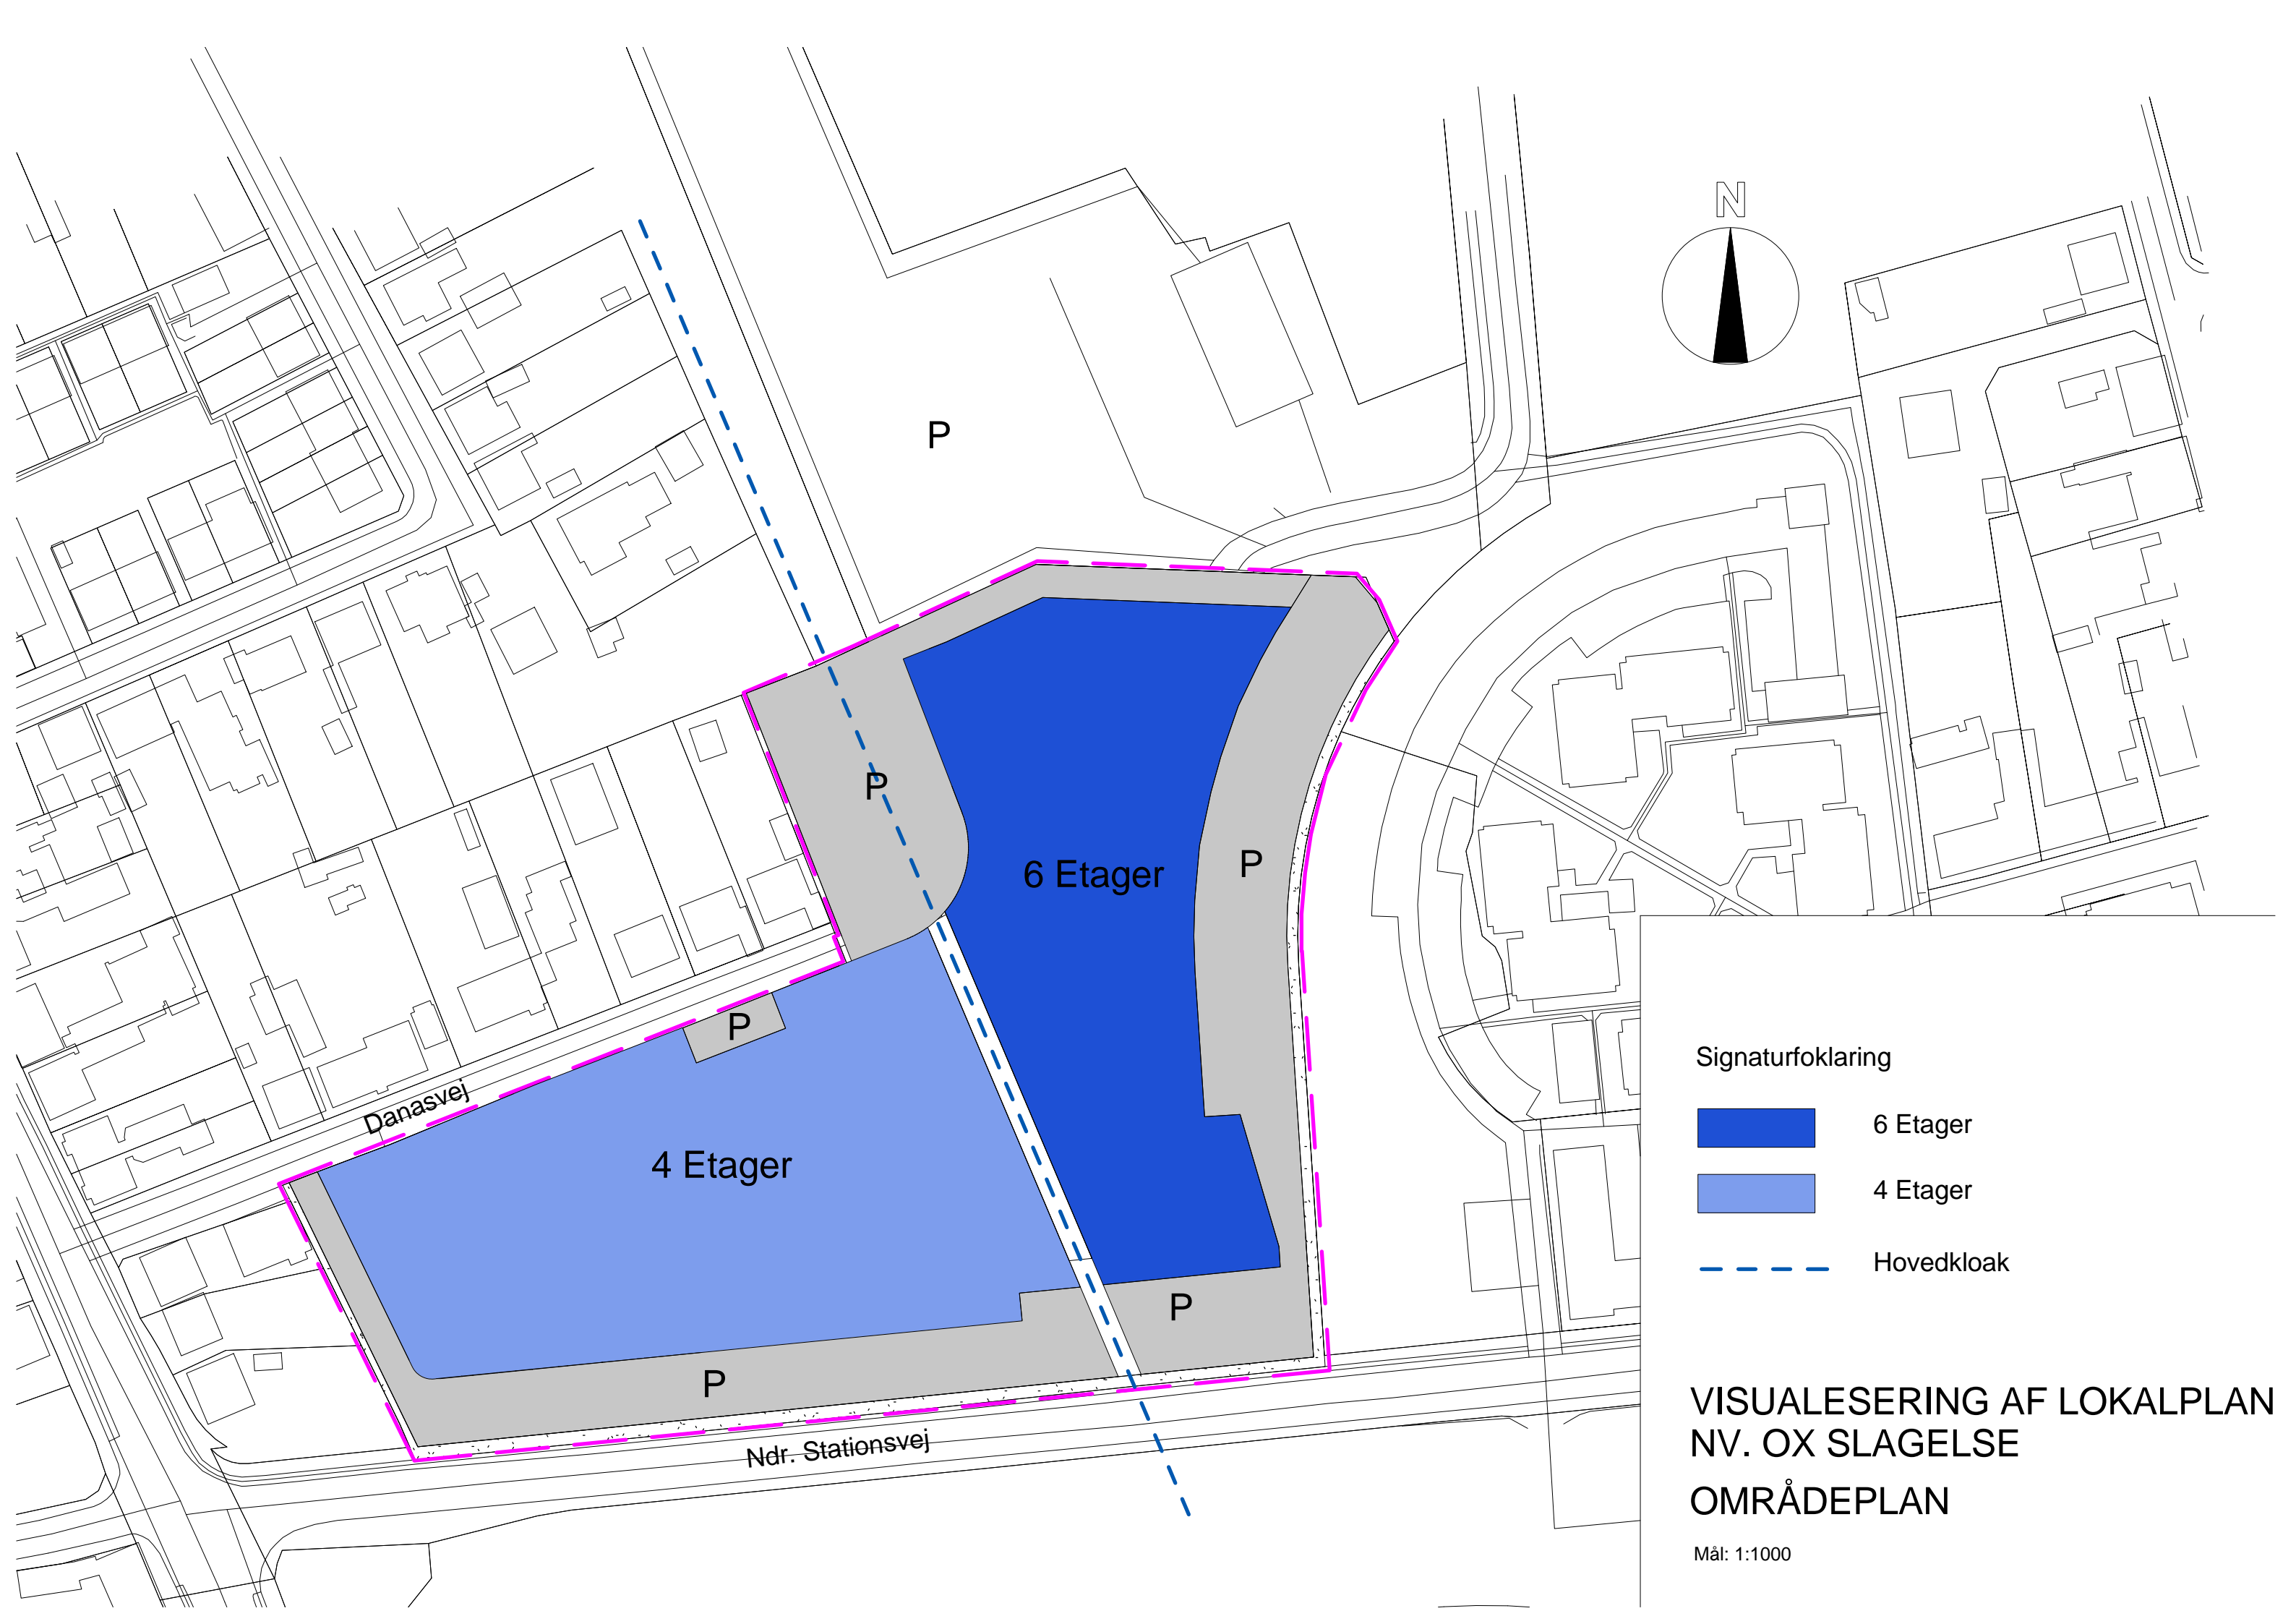 N
P
P
6 Etager
P
P
Danasvej
4 Etager
P
P
Ndr. Stationsvej
Signaturfoklaring
6 Etager
4 Etager
Hovedkloak
VISUALESERING AF LOKALPLAN
NV. OX SLAGELSE
OMRÅDEPLAN
Mål: 1:1000